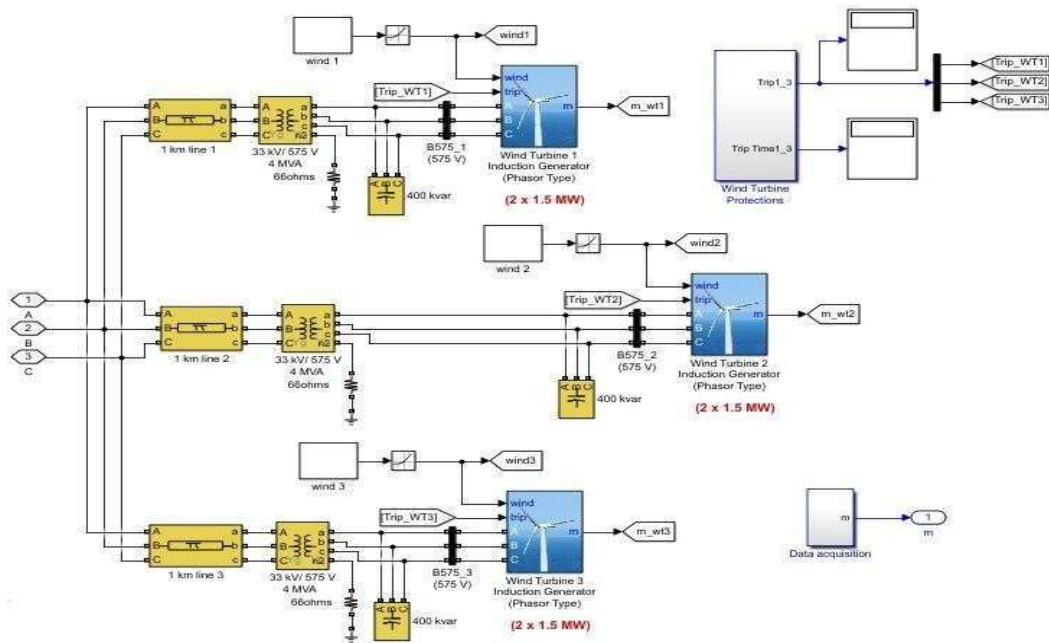 wind 1
wind1
[Trip_WT1]
wind
trip
A
B
C
m
m_wt1
A
B
C
a
b
c
1 km line 1
A
B
C
a
b
c
n2
33 kV/ 575 V
4 MVA
66ohms
A B C
400 kvar
B575_1
(575 V)
Wind Turbine 1
Induction Generator
(Phasor Type)
(2 x 1.5 MW)
Trip1_3
Trip Time1_3
Wind Turbine
Protections
[Trip_WT1]
[Trip_WT2]
[Trip_WT3]
wind 2
wind2
[Trip_WT2]
wind
trip
A
B
C
m
m_wt2
1
A
2
B
3
C
A
B
C
a
b
c
1 km line 2
A
B
C
a
b
c
n2
33 kV/ 575 V
4 MVA
66ohms
A B C
400 kvar
B575_2
(575 V)
Wind Turbine 2
Induction Generator
(Phasor Type)
(2 x 1.5 MW)
wind 3
wind3
[Trip_WT3]
wind
trip
A
B
C
m
m_wt3
A
B
C
a
b
c
1 km line 3
A
B
C
a
b
c
n2
33 kV/ 575 V
4 MVA
66ohms
A B C
400 kvar
B575_3
(575 V)
Wind Turbine 3
Induction Generator
(Phasor Type)
(2 x 1.5 MW)
m
Data acquisition
1
m